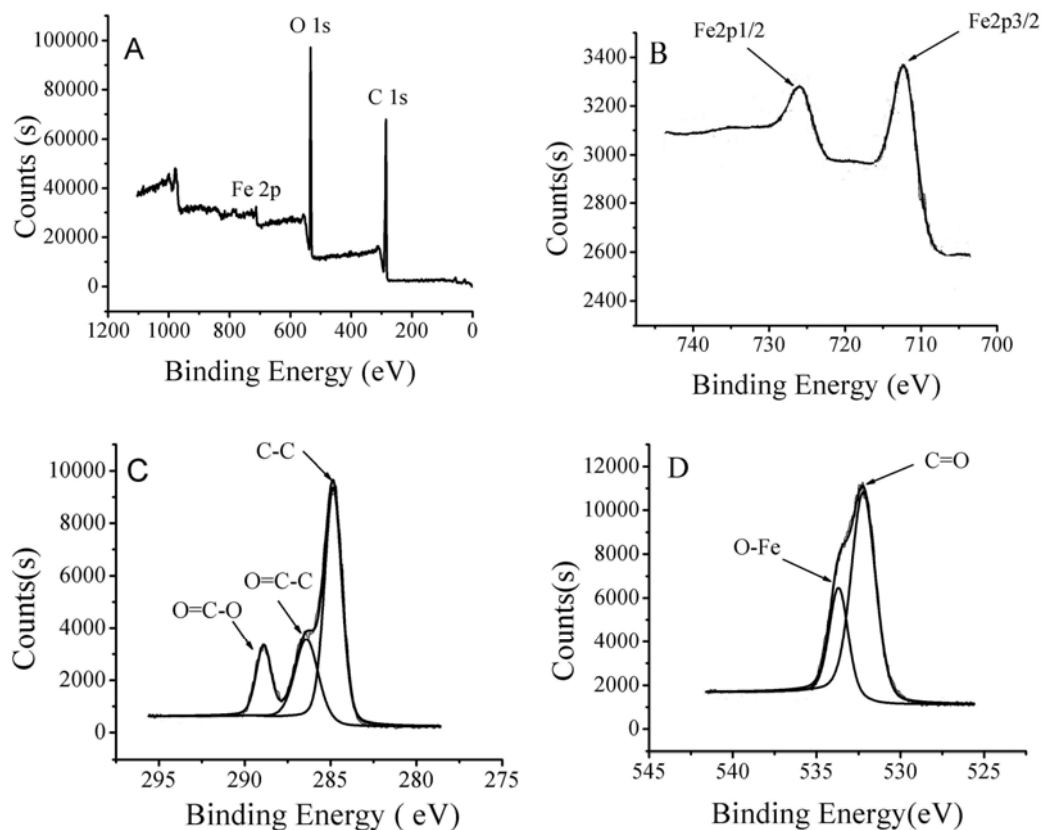 A
O 1s
C 1s
Fe 2p
Counts (s)
100000
80000
60000
40000
20000
0
1200 1000 800 600 400 200 0
Binding Energy (eV)
B
Fe2p1/2
Fe2p3/2
Counts(s)
3400
3200
3000
2800
2600
2400
740 730 720 710 700
Binding Energy (eV)
C
C-C
O=C-C
O=C-O
Counts(s)
10000
8000
6000
4000
2000
0
295 290 285 280 275
Binding Energy ( eV)
D
C=O
O-Fe
Counts(s)
12000
10000
8000
6000
4000
2000
0
545 540 535 530 525
Binding Energy(eV)